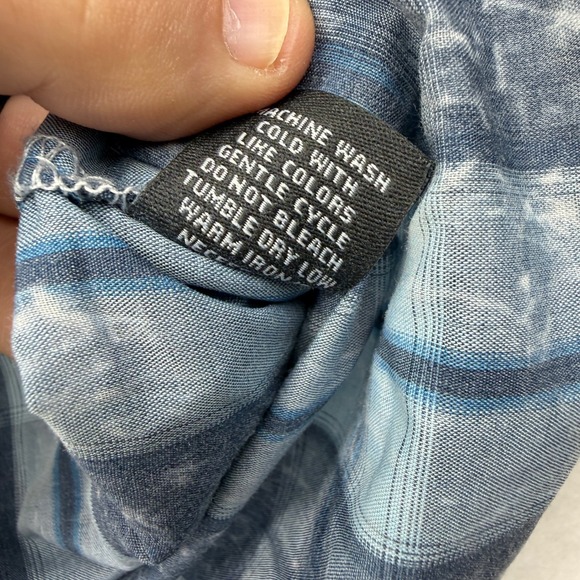 MACHINE WASH
COLD WITH
LIKE COLORS
GENTLE CYCLE
DO NOT BLEACH
TUMBLE DRY LOW
WARM IRON